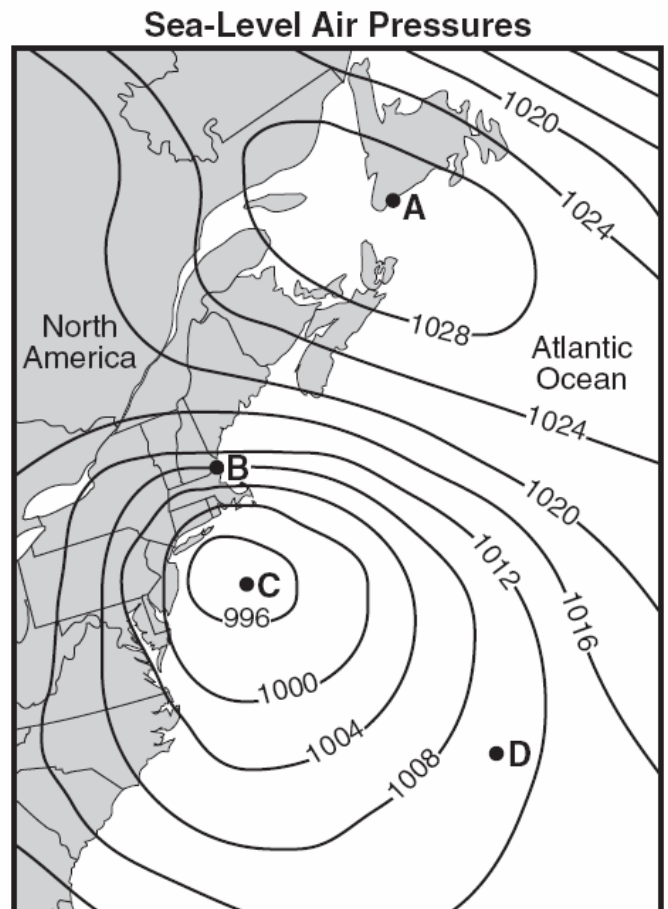 Sea-Level Air Pressures
1020
1024
A
1028
North
America
Atlantic
Ocean
1024
B
1020
1012
C
1016
996
1000
1004
D
1008